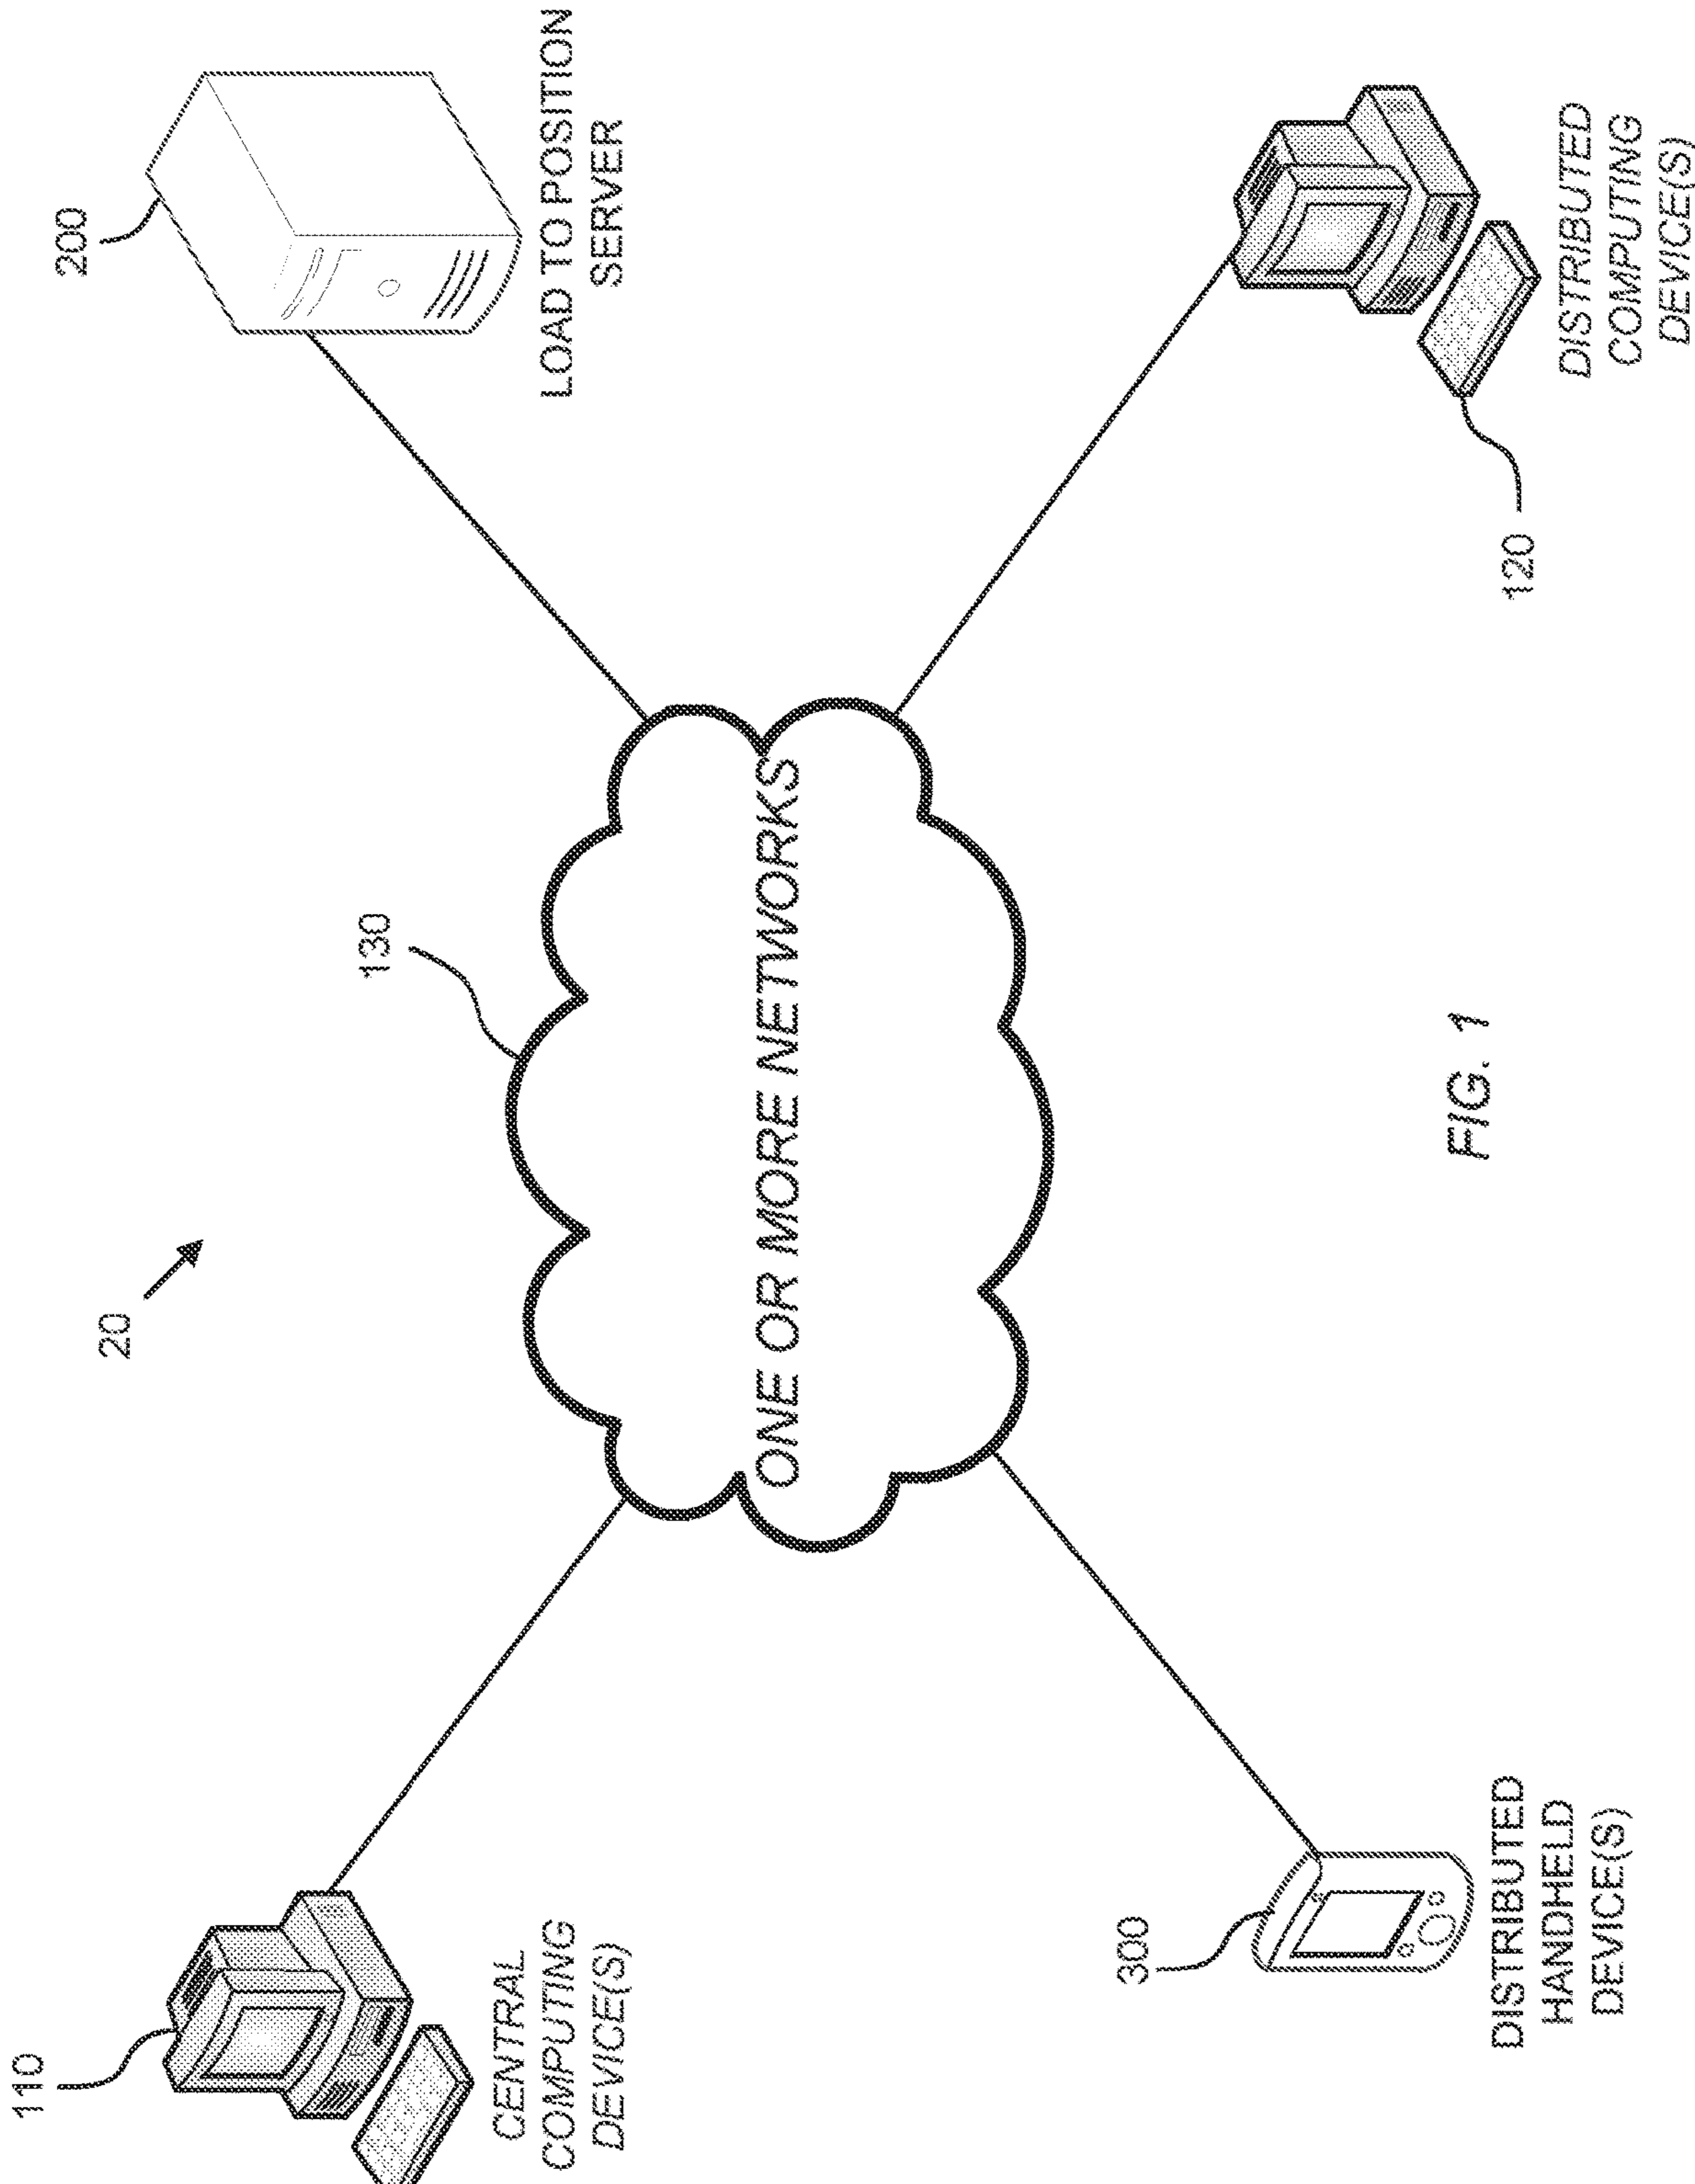 20
110
CENTRAL
COMPUTING
DEVICE(S)
130
200
LOAD TO POSITION
SERVER
ONE OR MORE NETWORKS
300
DISTRIBUTED
HANDHELD
DEVICE(S)
120
DISTRIBUTED
COMPUTING
DEVICE(S)
FIG. 1